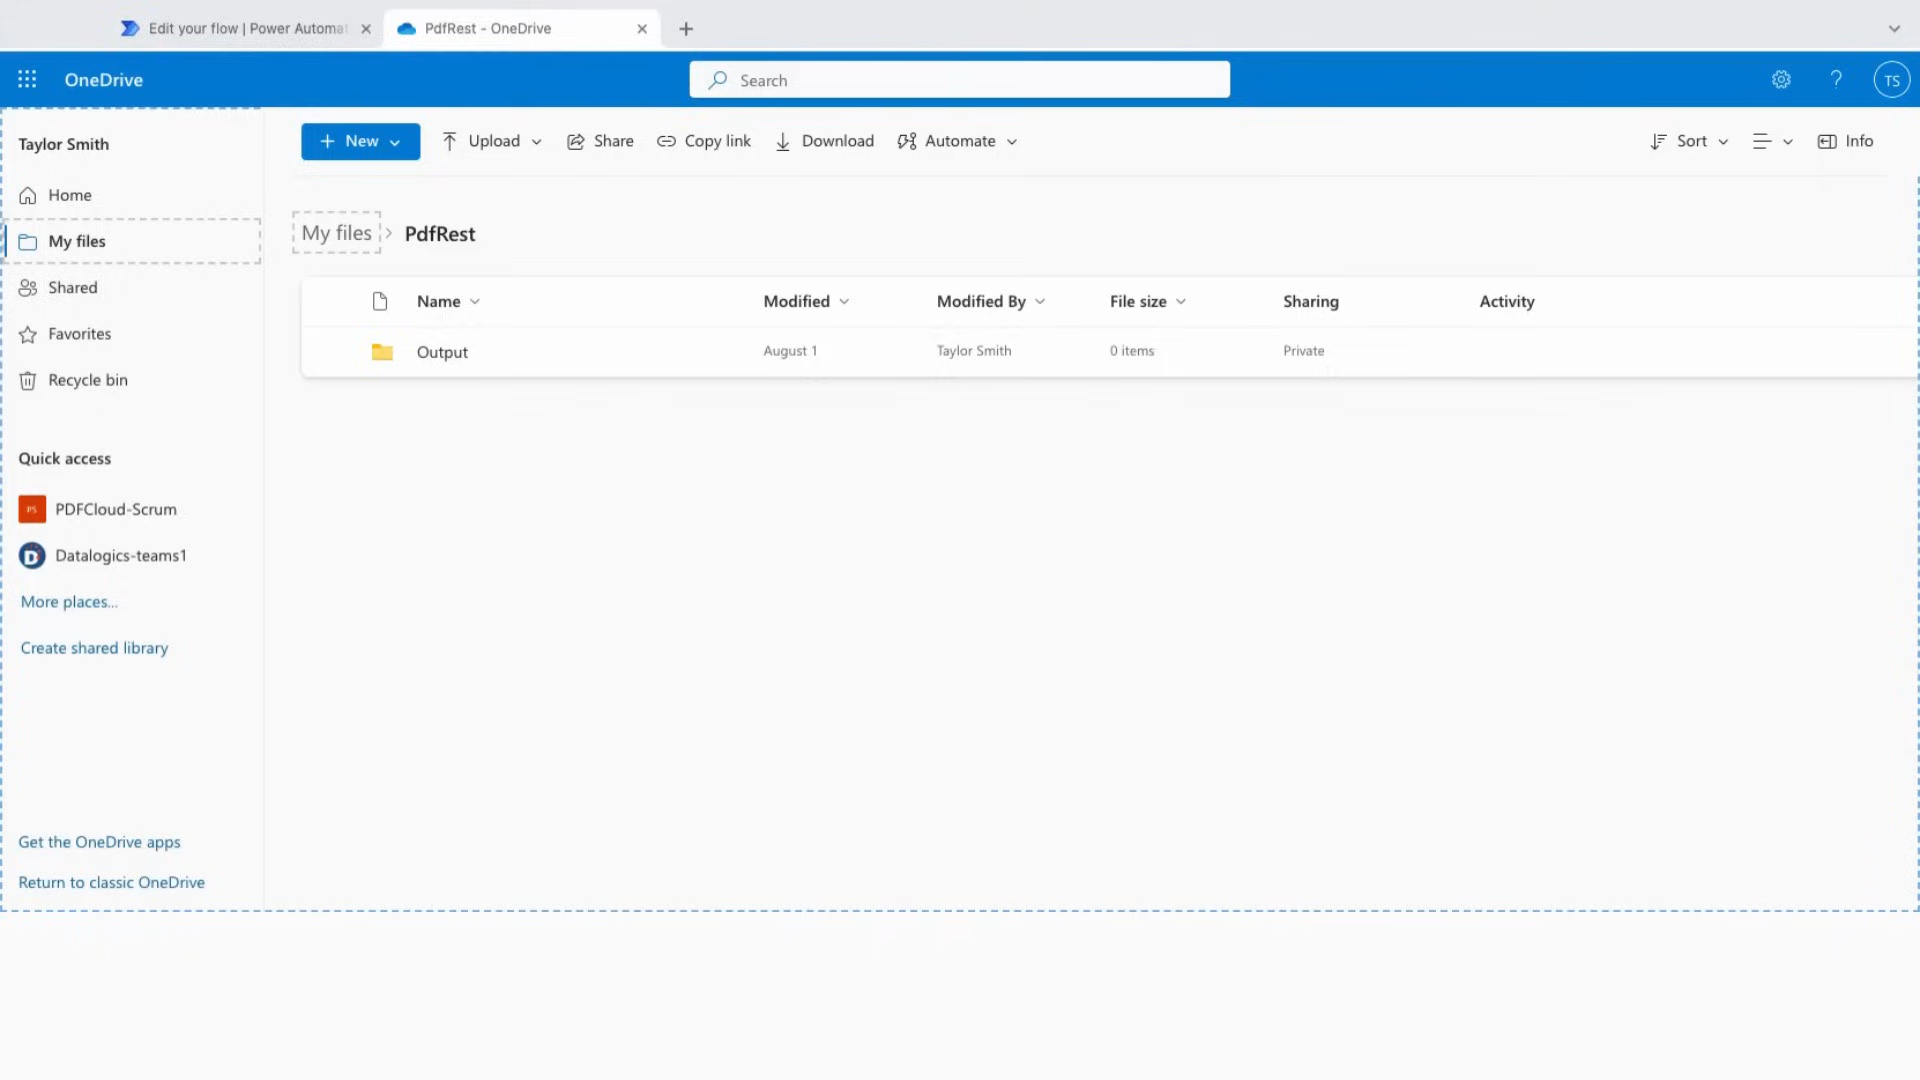 Edit your flow | Power Automat
PdfRest - OneDrive
OneDrive
Search
TS
Taylor Smith
Home
My files
Shared
Favorites
Recycle bin
Quick access
PS PDFCloud-Scrum
D Datalogics-teams1
More places...
Create shared library
Get the OneDrive apps
Return to classic OneDrive
New Upload Share Copy link Download Automate Sort Info
My files > PdfRest
Name Modified Modified By File size Sharing Activity
Output August 1 Taylor Smith 0 items Private